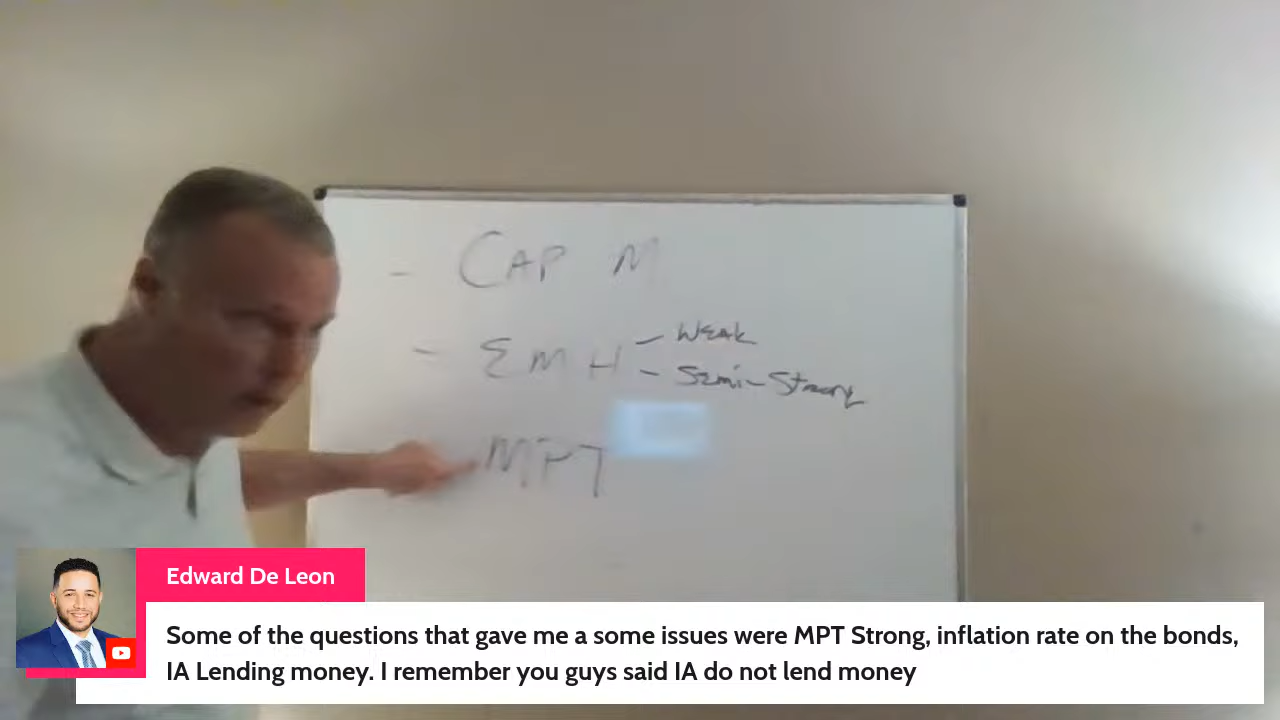 - CAP M
- EMH - Weak
- Semi-Strong
MPT
Edward De Leon
Some of the questions that gave me a some issues were MPT Strong, inflation rate on the bonds,
IA Lending money. I remember you guys said IA do not lend money